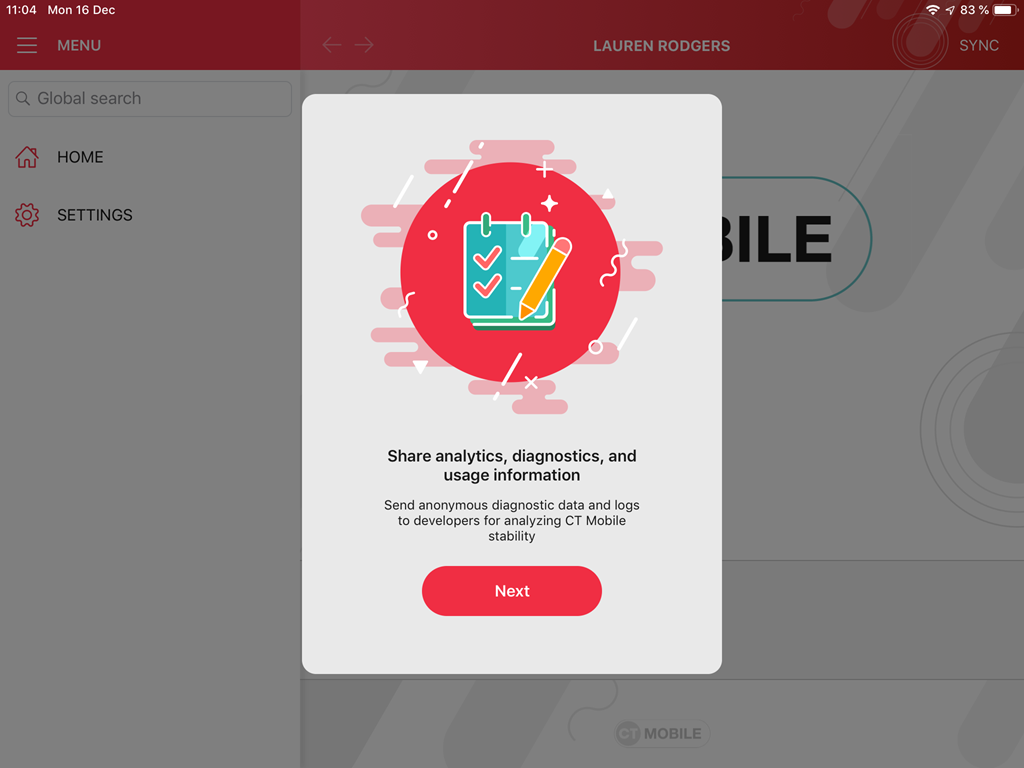 11:04 Mon 16 Dec 83 %
MENU
LAUREN RODGERS
SYNC
Global search
HOME
SETTINGS
BILE
Share analytics, diagnostics, and
usage information
Send anonymous diagnostic data and logs
to developers for analyzing CT Mobile
stability
Next
CT MOBILE